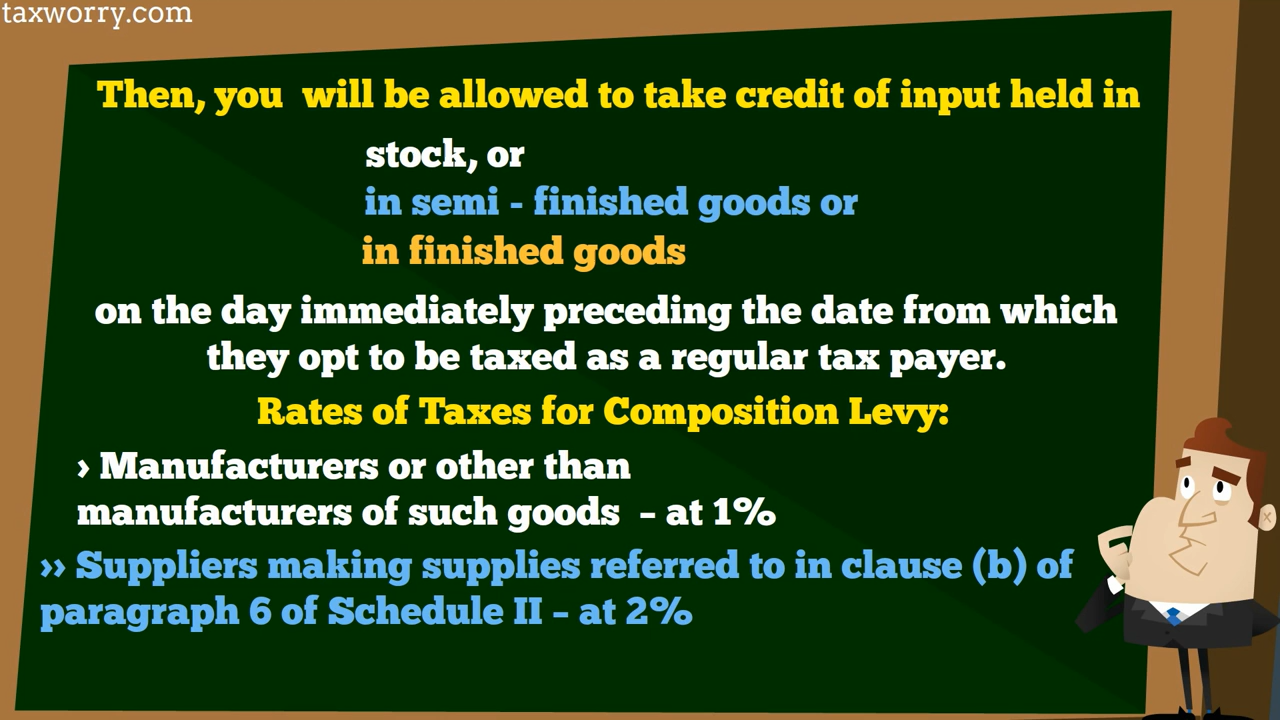 taxworry.com
Then, you will be allowed to take credit of input held in
stock, or
in semi - finished goods or
in finished goods
on the day immediately preceding the date from which
they opt to be taxed as a regular tax payer.
Rates of Taxes for Composition Levy:
› Manufacturers or other than
manufacturers of such goods – at 1%
›› Suppliers making supplies referred to in clause (b) of
paragraph 6 of Schedule II – at 2%